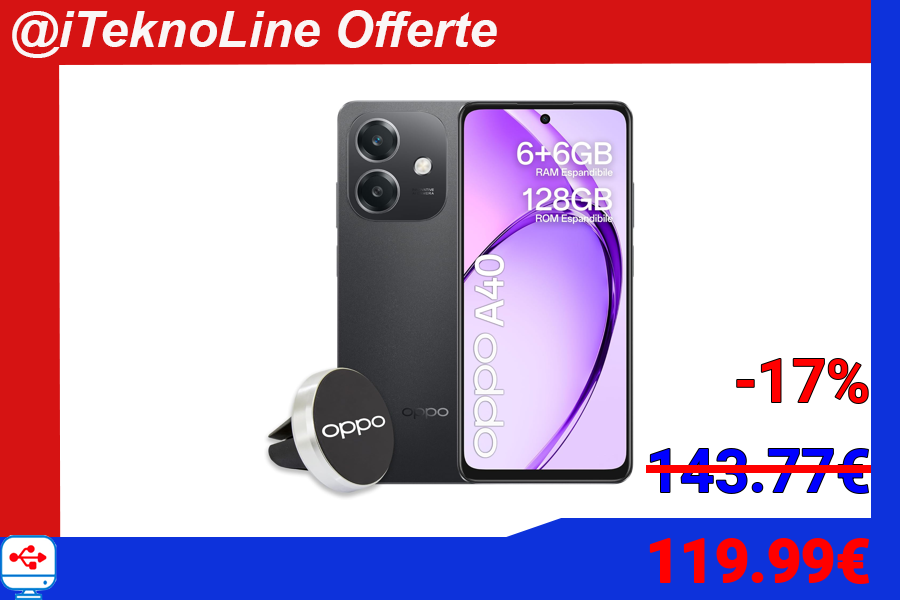 @iTeknoLine Offerte
6+6GB
RAM Espandibile
128GB
ROM Espandibile
OPPO A40
oppo
oppo
-17%
143.77€
119.99€